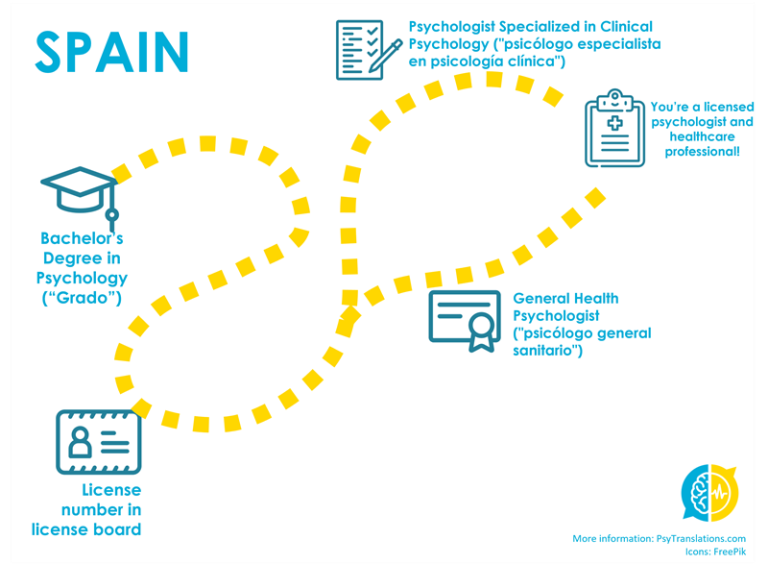 SPAIN
Psychologist Specialized in Clinical
Psychology ("psicólogo especialista
en psicología clínica")
You're a licensed
psychologist and
healthcare
professional!
Bachelor's
Degree in
Psychology
(“Grado”)
General Health
Psychologist
("psicólogo general
sanitario")
License
number in
license board
More information: PsyTranslations.com
Icons: FreePik